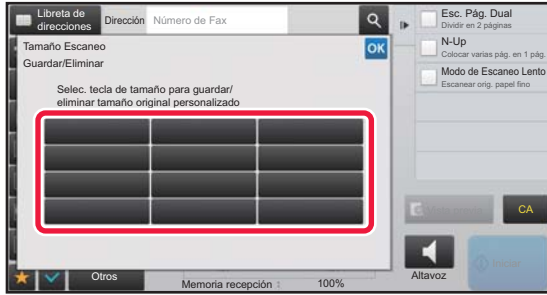 Libreta de
direcciones
Dirección
Número de Fax
Tamaño Escaneo
OK
Guardar/Eliminar
Selec. tecla de tamaño para guardar/
eliminar tamaño original personalizado
Esc. Pág. Dual
Dividir en 2 páginas
N-Up
Colocar varias pág. en 1 pág.
Modo de Escaneo Lento
Escanear orig. papel fino
CA
Altavoz
Iniciar
Otros
Memoria recepción :
100%